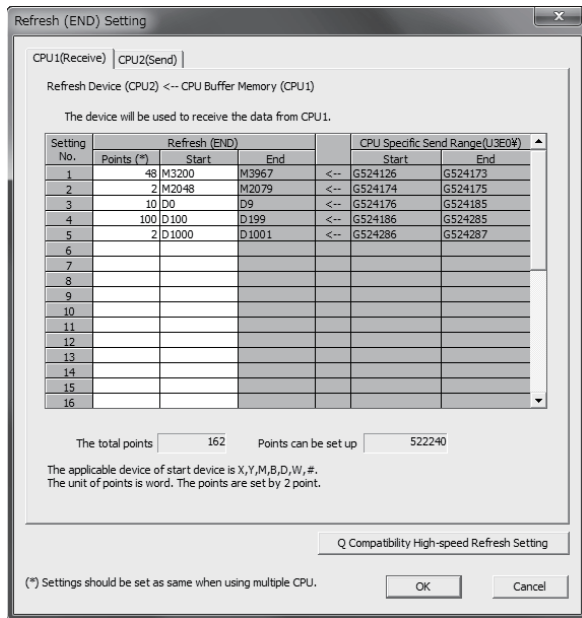 Refresh (END) Setting
x
CPU1(Receive) CPU2(Send)
Refresh Device (CPU2) <-- CPU Buffer Memory (CPU1)
The device will be used to receive the data from CPU1.
Setting No. Refresh (END) CPU Specific Send Range(U3E0¥)
Points (*) Start End Start End
1 48 M3200 M3967 <-- G524126 G524173
2 2 M2048 M2079 <-- G524174 G524175
3 10 D0 D9 <-- G524176 G524185
4 100 D100 D199 <-- G524186 G524285
5 2 D1000 D1001 <-- G524286 G524287
6
7
8
9
10
11
12
13
14
15
16
The total points 162 Points can be set up 522240
The applicable device of start device is X,Y,M,B,D,W,#.
The unit of points is word. The points are set by 2 point.
Q Compatibility High-speed Refresh Setting
(*) Settings should be set as same when using multiple CPU. OK Cancel